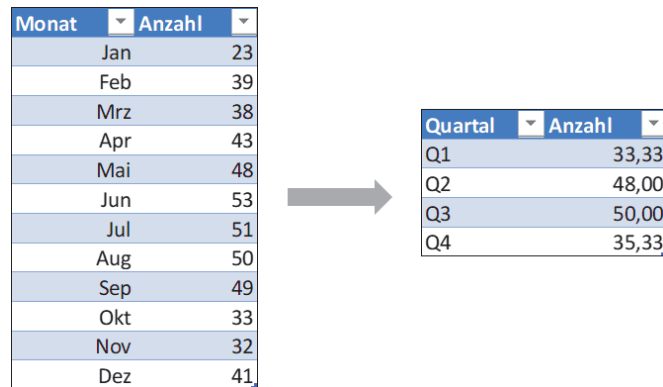 Monat Anzahl
Jan 23
Feb 39
Mrz 38
Apr 43
Mai 48
Jun 53
Jul 51
Aug 50
Sep 49
Okt 33
Nov 32
Dez 41
Quartal Anzahl
Q1 33,33
Q2 48,00
Q3 50,00
Q4 35,33